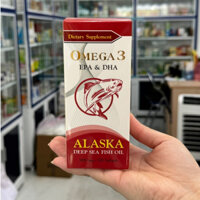 Dietary Supplement
OMEGA 3
EPA & DHA
ALASKA
DEEP SEA FISH OIL